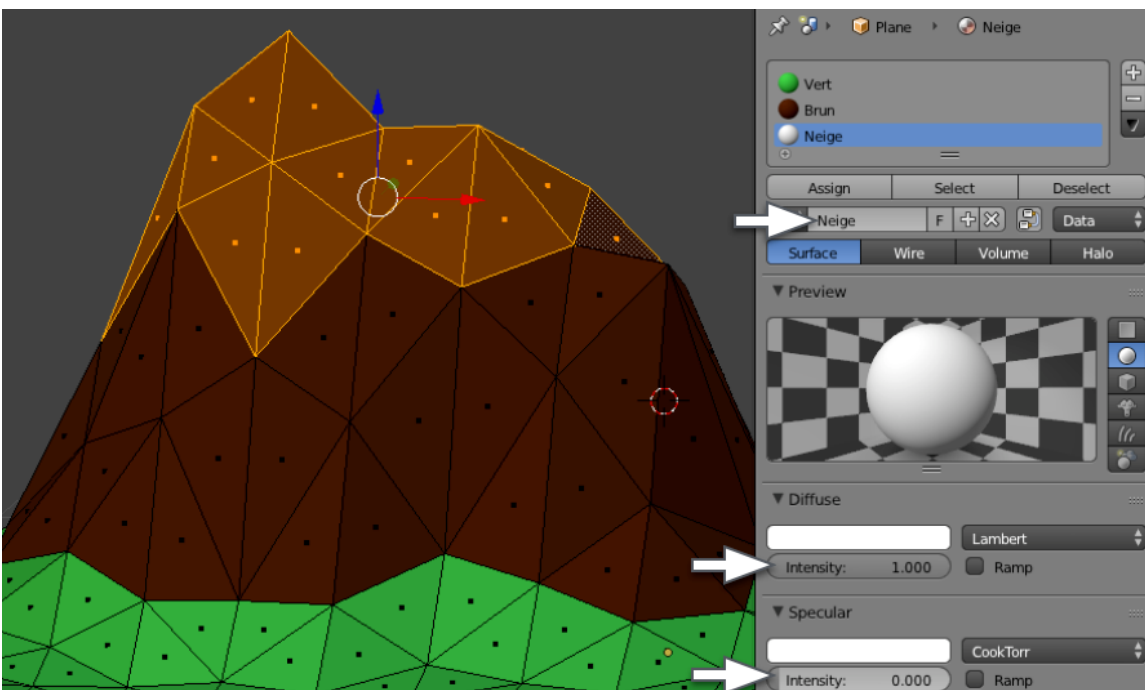 Plane Neige
Vert
Brun
Neige
Assign Select Deselect
Neige F Data
Surface Wire Volume Halo
Preview
Diffuse
Lambert
Intensity: 1.000 Ramp
Specular
CookTorr
Intensity: 0.000 Ramp